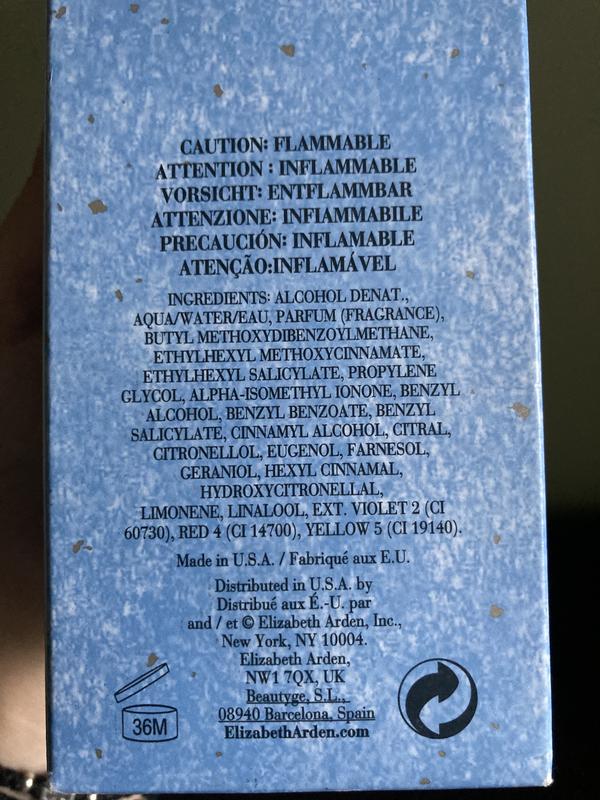 CAUTION: FLAMMABLE
ATTENTION : INFLAMMABLE
VORSICHT: ENTFLAMMBAR
ATTENZIONE: INFIAMMABILE
PRECAUCIÓN: INFLAMABLE
ATENÇÃO:INFLAMÁVEL
INGREDIENTS: ALCOHOL DENAT.,
AQUA/WATER/EAU, PARFUM (FRAGRANCE),
BUTYL METHOXYDIBENZOYLMETHANE,
ETHYLHEXYL METHOXYCINNAMATE,
ETHYLHEXYL SALICYLATE, PROPYLENE
GLYCOL, ALPHA-ISOMETHYL IONONE, BENZYL
ALCOHOL, BENZYL BENZOATE, BENZYL
SALICYLATE, CINNAMYL ALCOHOL, CITRAL,
CITRONELLOL, EUGENOL, FARNESOL,
GERANIOL, HEXYL CINNAMAL,
HYDROXYCITRONELLAL,
LIMONENE, LINALOOL, EXT. VIOLET 2 (CI
60730), RED 4 (CI 14700), YELLOW 5 (CI 19140).
Made in U.S.A. / Fabriqué aux E.U.
Distributed in U.S.A. by
Distribué aux É.-U. par
and / et © Elizabeth Arden, Inc.,
New York, NY 10004.
Elizabeth Arden,
NW1 7QX, UK
Beautyge, S.L.,
08940 Barcelona, Spain
ElizabethArden.com
36M